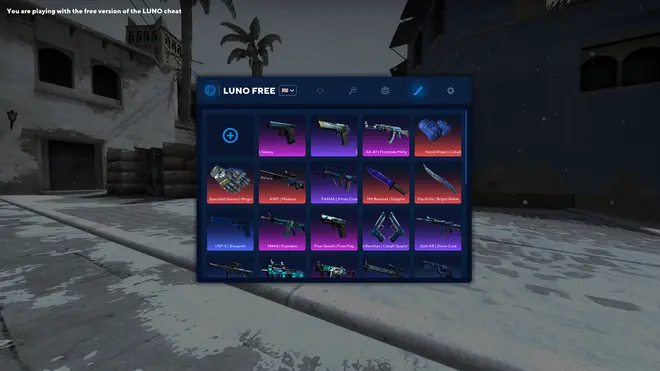 You are playing with the free version of the LUNO cheat
LUNO FREE
AK-47 | Frontside Misty
Hand Wraps | Cobalt
Specialist Gloves | Mogul
AWP | Medusa
FAMAS | Prime Con
M9 Bayonet | Doppler
Flip Knife | Bright Water
USP-S | Blueprint
M4A4 | Poseidon
Five-SeveN | Fowl Play
Berettas | Cobalt Quartz
Galil AR | Stone Cold